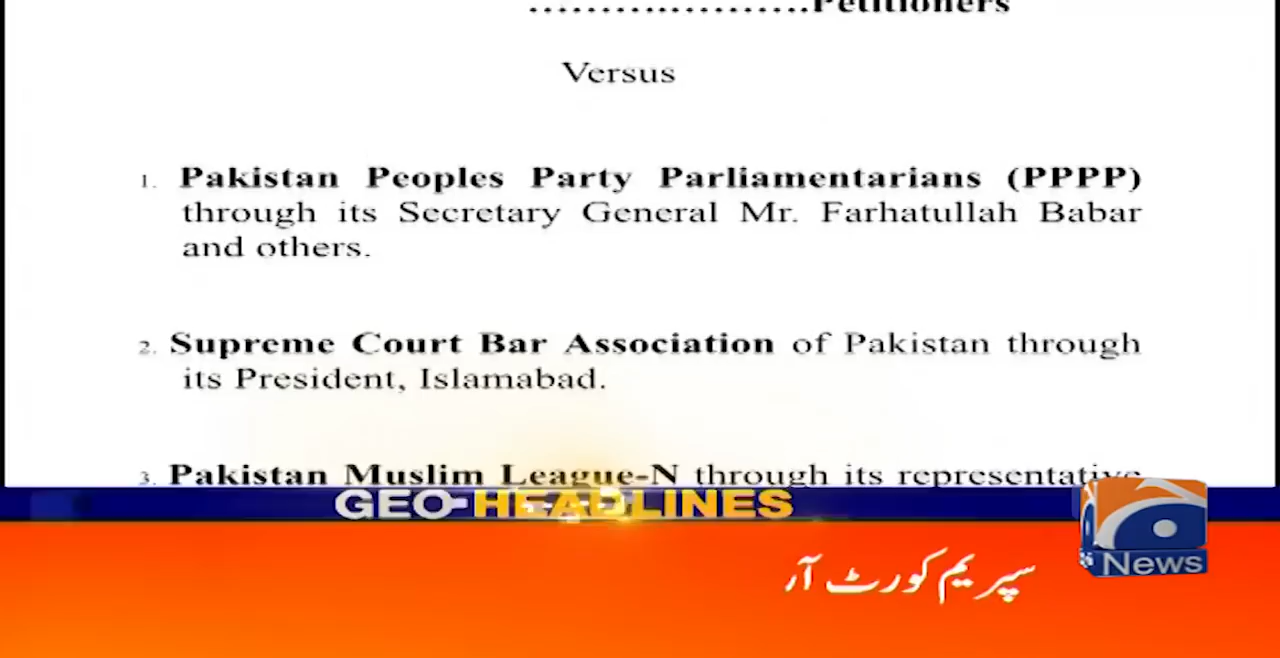 ....................Petitioners
Versus
1. Pakistan Peoples Party Parliamentarians (PPPP)
through its Secretary General Mr. Farhatullah Babar
and others.
2. Supreme Court Bar Association of Pakistan through
its President, Islamabad.
3. Pakistan Muslim League-N through its representative
GEO HEADLINES
News
سپریم کورٹ آر